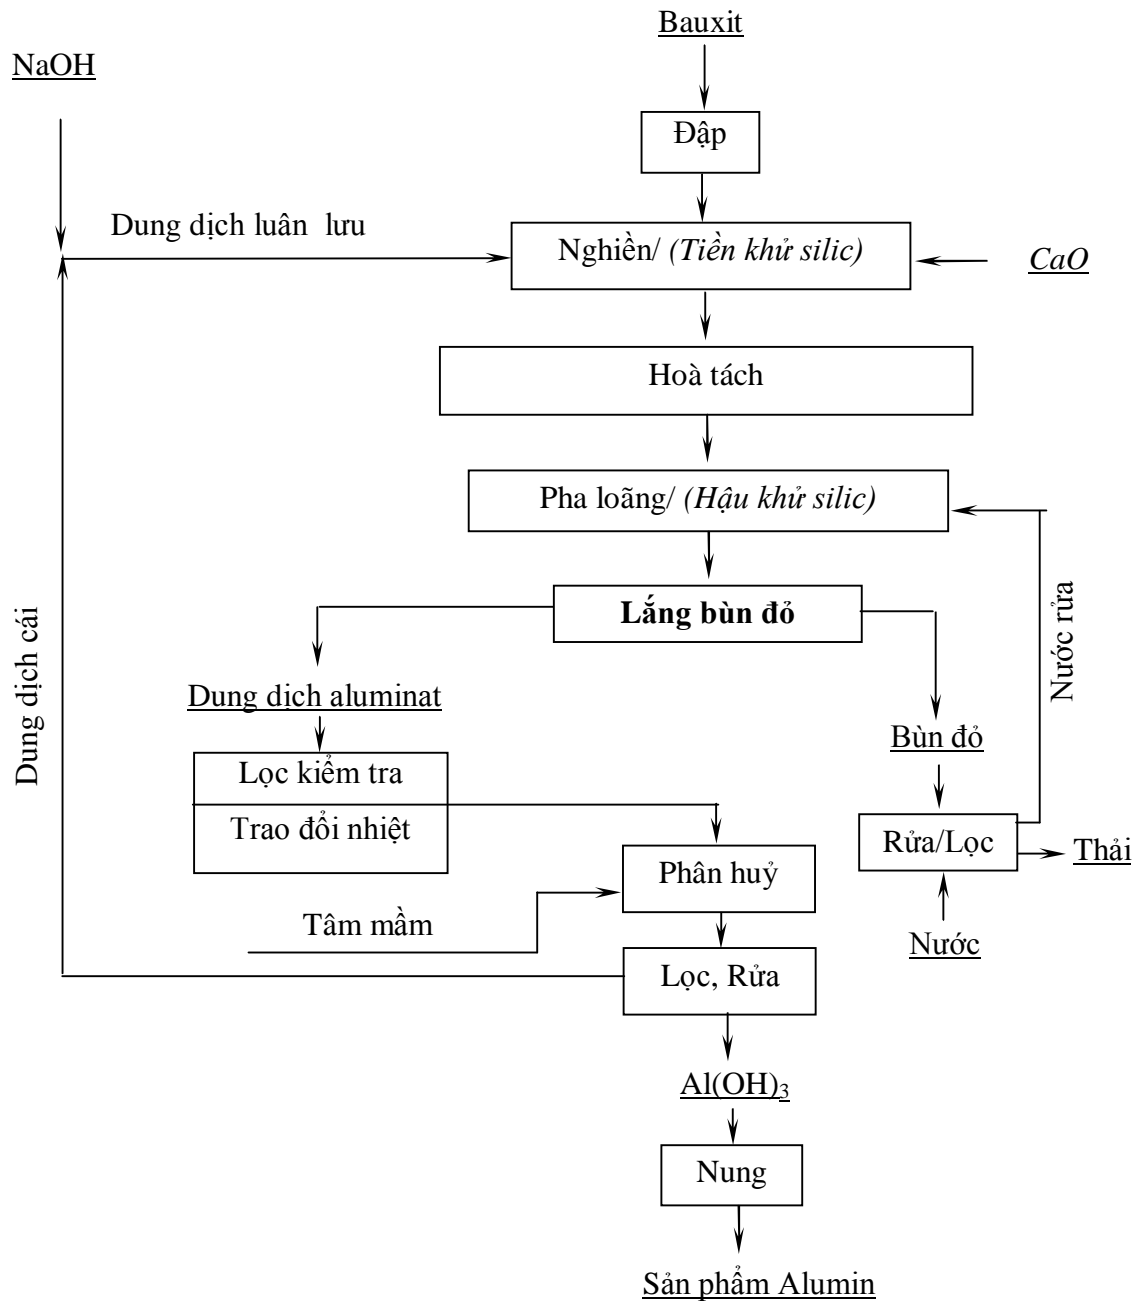 Bauxit
NaOH
Đập
Dung dịch luân lưu
Nghiền/ (Tiền khử silic)
CaO
Hoà tách
Pha loãng/ (Hậu khử silic)
Lắng bùn đỏ
Nước rửa
Dung dịch cái
Dung dịch aluminat
Bùn đỏ
Lọc kiểm tra
Trao đổi nhiệt
Rửa/Lọc
Thải
Phân huỷ
Tâm mầm
Nước
Lọc, Rửa
Al(OH)₃
Nung
Sản phẩm Alumin